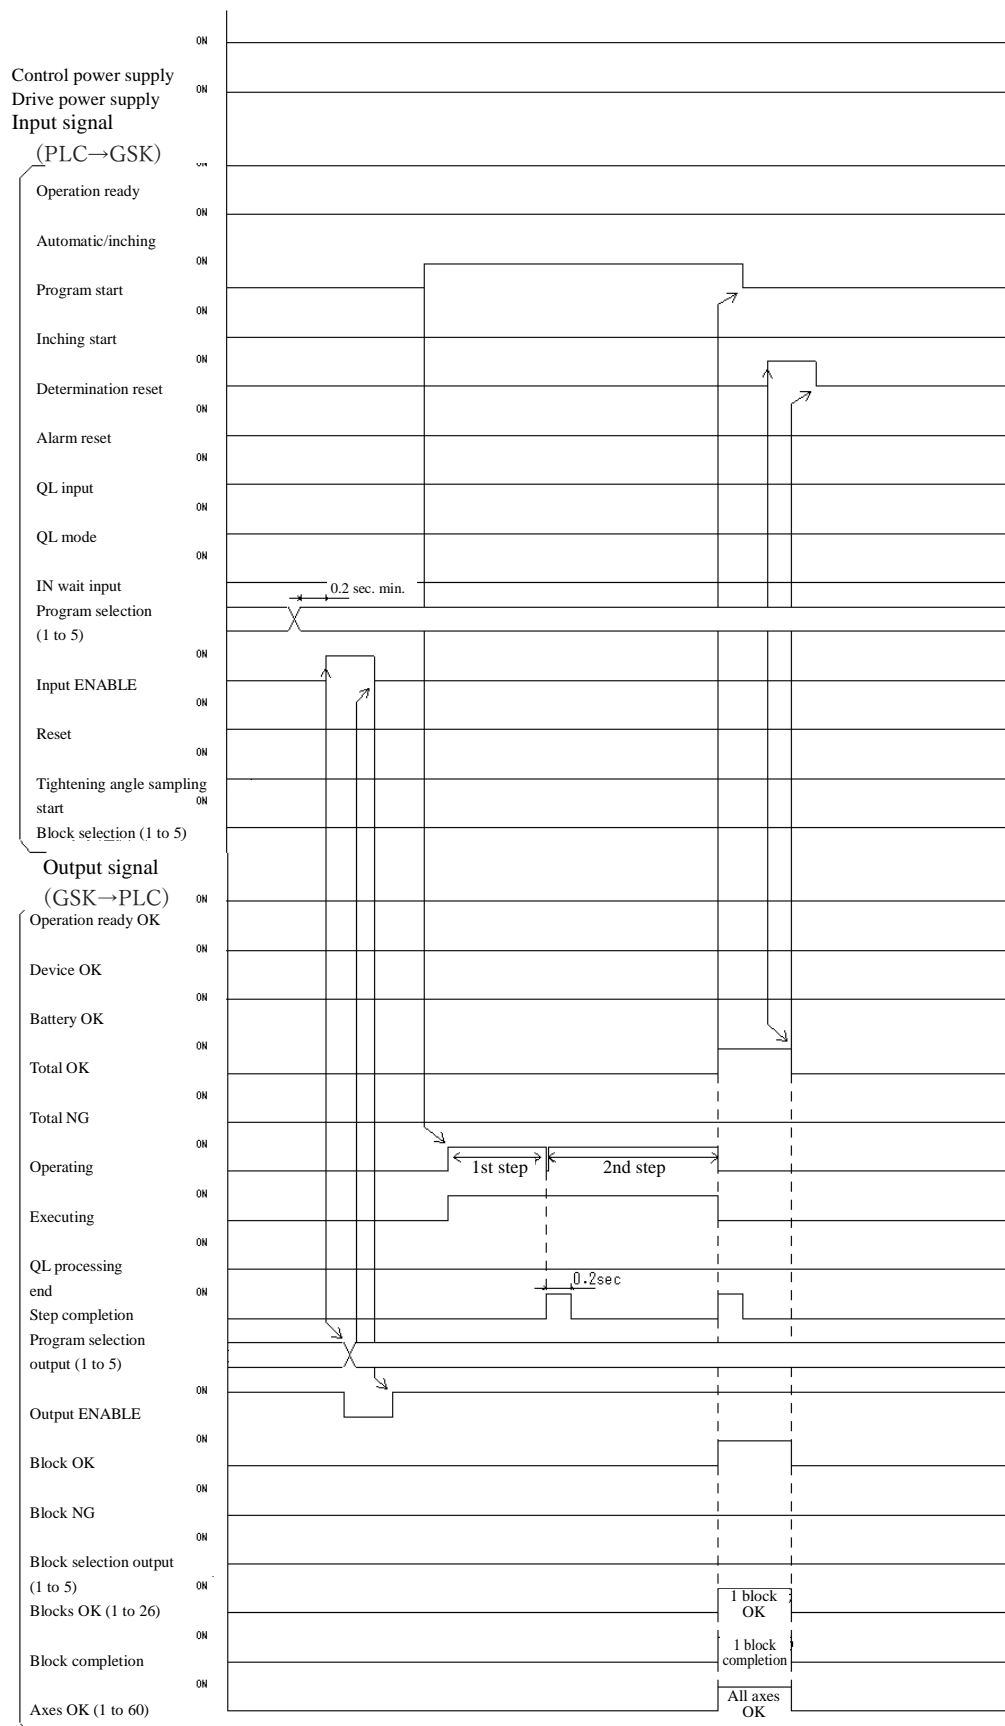 ON
Control power supply
ON
Drive power supply
Input signal
(PLC→GSK)
ON
Operation ready
ON
Automatic/inching
ON
Program start
ON
Inching start
ON
Determination reset
ON
Alarm reset
ON
QL input
ON
QL mode
ON
IN wait input
0.2 sec. min.
Program selection
(1 to 5)
ON
Input ENABLE
ON
Reset
ON
Tightening angle sampling
ON
start
Block selection (1 to 5)
Output signal
(GSK→PLC)
ON
Operation ready OK
ON
Device OK
ON
Battery OK
ON
Total OK
ON
Total NG
ON
Operating
1st step
2nd step
ON
Executing
ON
QL processing
end
0.2sec
ON
Step completion
Program selection
output (1 to 5)
ON
Output ENABLE
ON
Block OK
ON
Block NG
ON
Block selection output
(1 to 5)
ON
Blocks OK (1 to 26)
1 block
OK
ON
Block completion
1 block
completion
ON
Axes OK (1 to 60)
All axes
OK